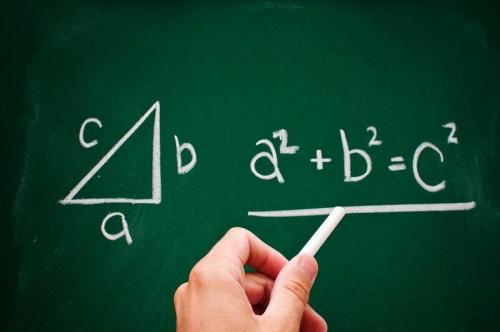 c
b
a
a² + b² = c²